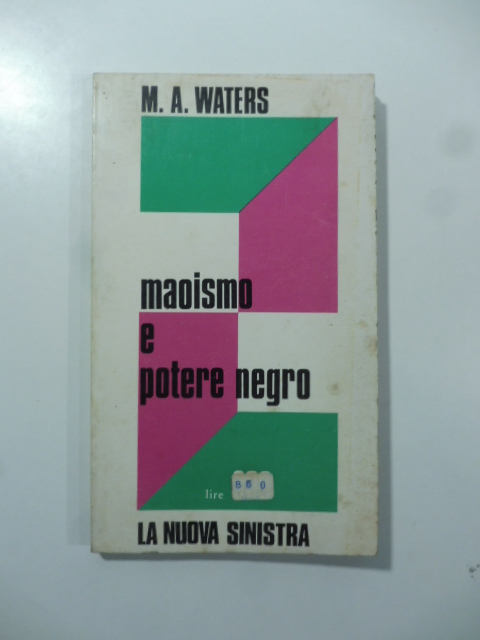 M. A. WATERS
maoismo
e
potere negro
lire
LA NUOVA SINISTRA